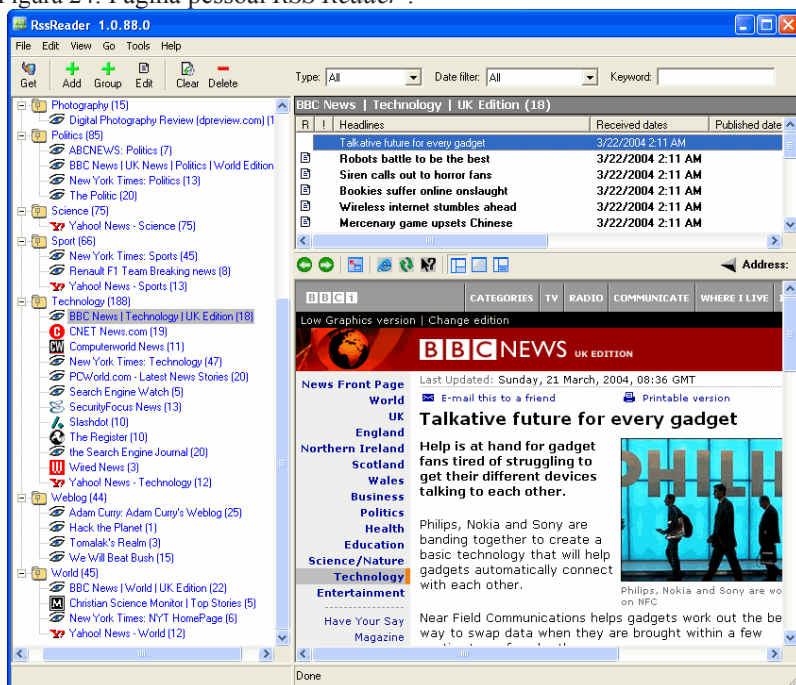 Figura 24: Página pessoal RSS Reader .
RssReader 1.0.88.0
File Edit View Go Tools Help
Get Add Group Edit Clear Delete
Type: All Date filter: All Keyword:
Photography (15)
Digital Photography Review (dpreview.com) (1
Politics (85)
ABCNEWS: Politics (7)
BBC News | UK News | Politics | World Edition
New York Times: Politics (13)
The Politic (20)
Science (75)
Yahoo! News - Science (75)
Sport (66)
New York Times: Sports (45)
Renault F1 Team Breaking news (8)
Yahoo! News - Sports (13)
Technology (188)
BBC News | Technology | UK Edition (18)
CNET News.com (19)
Computerworld News (11)
New York Times: Technology (47)
PCWorld.com - Latest News Stories (20)
Search Engine Watch (5)
SecurityFocus News (13)
Slashdot (10)
The Register (10)
the Search Engine Journal (20)
Wired News (3)
Yahoo! News - Technology (12)
Weblog (44)
Adam Curry: Adam Curry's Weblog (25)
Hack the Planet (1)
Tomalak's Realm (3)
We Will Beat Bush (15)
World (45)
BBC News | World | UK Edition (22)
Christian Science Monitor | Top Stories (5)
New York Times: NYT HomePage (6)
Yahoo! News - World (12)
BBC News | Technology | UK Edition (18)
R ! Headlines Received dates Published date
Talkative future for every gadget 3/22/2004 2:11 AM
Robots battle to be the best 3/22/2004 2:11 AM
Siren calls out to horror fans 3/22/2004 2:11 AM
Bookies suffer online onslaught 3/22/2004 2:11 AM
Wireless internet stumbles ahead 3/22/2004 2:11 AM
Mercenary game upsets Chinese 3/22/2004 2:11 AM
Address:
BBCi CATEGORIES TV RADIO COMMUNICATE WHERE I LIVE
Low Graphics version | Change edition
BBC NEWS UK EDITION
News Front Page
World
UK
England
Northern Ireland
Scotland
Wales
Business
Politics
Health
Education
Science/Nature
Technology
Entertainment
Have Your Say
Magazine
Last Updated: Sunday, 21 March, 2004, 08:36 GMT
E-mail this to a friend Printable version
Talkative future for every gadget
Help is at hand for gadget
fans tired of struggling to
get their different devices
talking to each other.
Philips, Nokia and Sony are
banding together to create a
basic technology that will help
gadgets automatically connect
with each other.
PHILIP
Philips, Nokia and Sony are wo
on NFC
Near Field Communications helps gadgets work out the be
way to swap data when they are brought within a few
Done